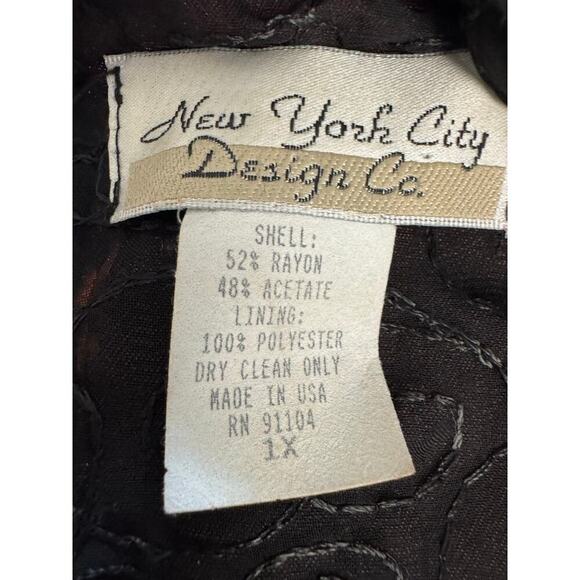 New York City
Design Co.
SHELL:
52% RAYON
48% ACETATE
LINING:
100% POLYESTER
DRY CLEAN ONLY
MADE IN USA
RN 91104
1X